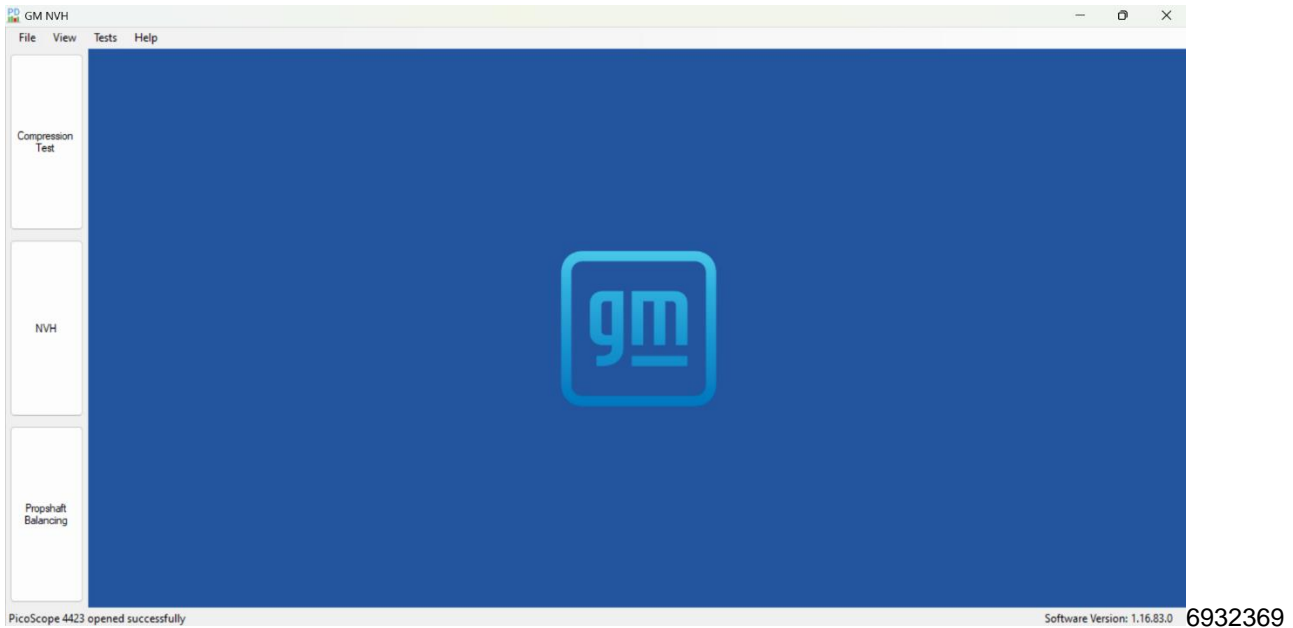 GM NVH
File View Tests Help
Compression
Test
NVH
Propshaft
Balancing
gm
PicoScope 4423 opened successfully
Software Version: 1.16.83.0
6932369